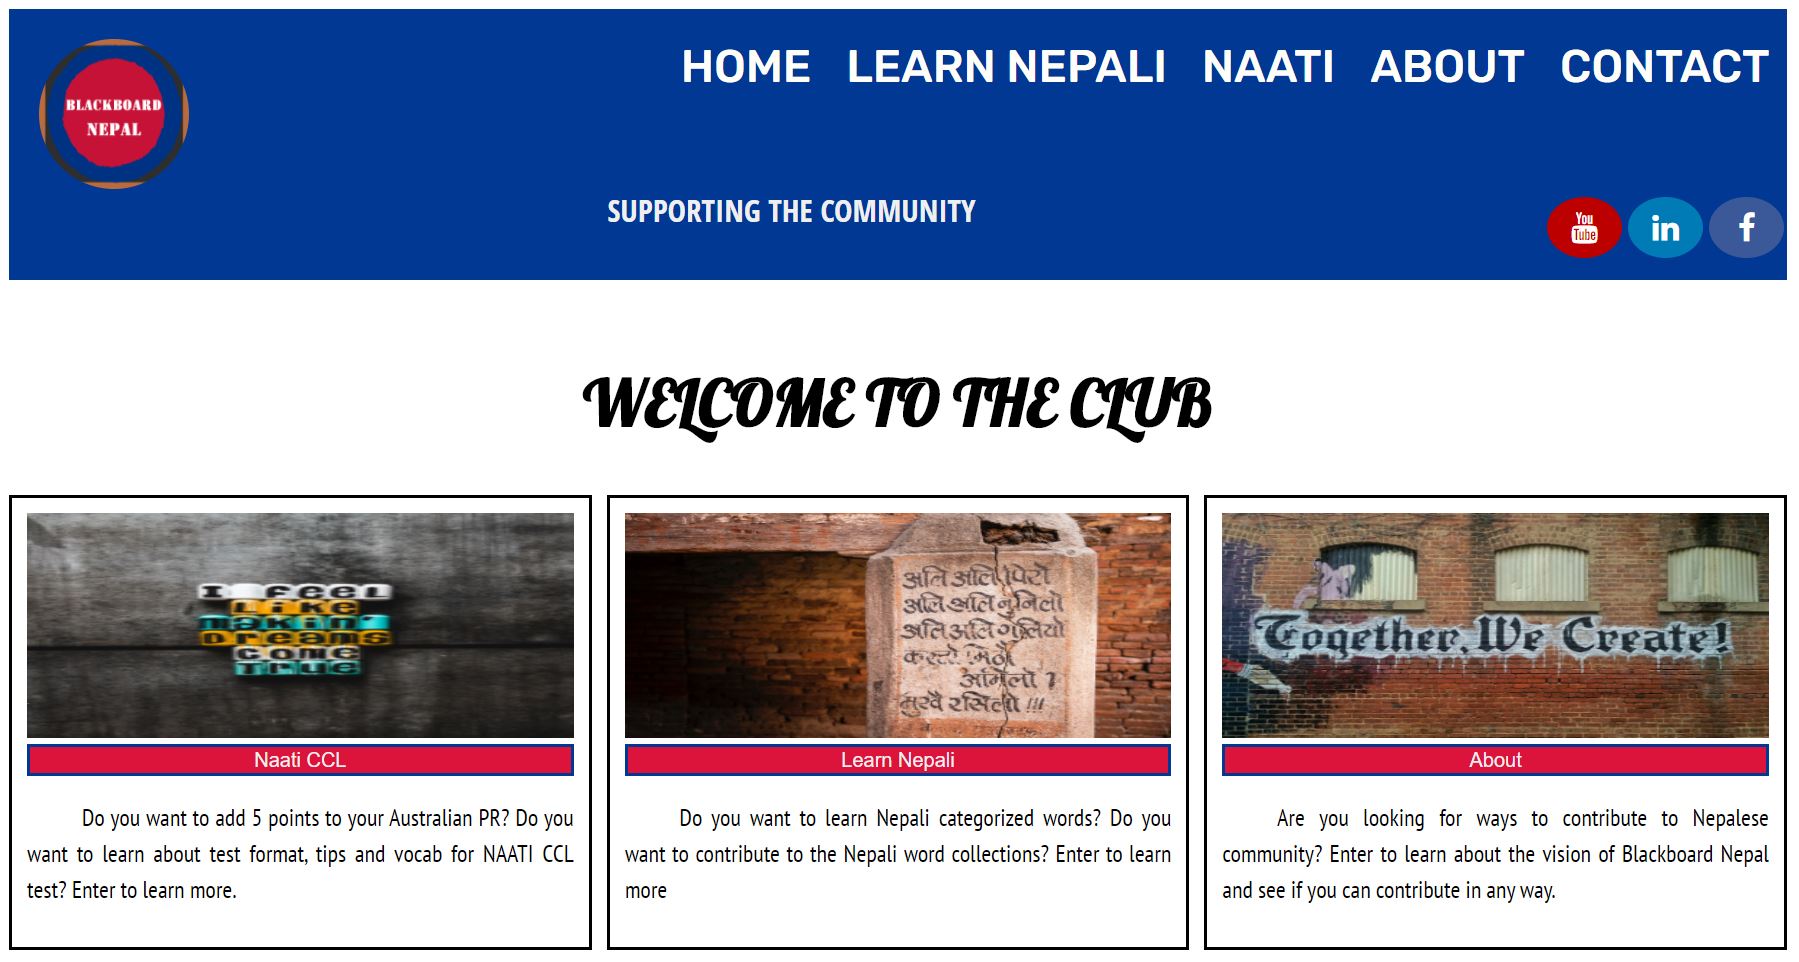 BLACKBOARD
NEPAL
HOME LEARN NEPALI NAATI ABOUT CONTACT
SUPPORTING THE COMMUNITY
You
Tube
in
f
WELCOME TO THE CLUB
I feel
Like
makin'
Dreams
Come
True
Naati CCL
Do you want to add 5 points to your Australian PR? Do you
want to learn about test format, tips and vocab for NAATI CCL
test? Enter to learn more.
अलि अलि पिरो
अलि अलि नुनिलो
अलि अलि गुलियो
कस्तो मिठो
अमिलो ?
मुखै रसिलो !!!
Learn Nepali
Do you want to learn Nepali categorized words? Do you
want to contribute to the Nepali word collections? Enter to learn
more
Together, We Create!
About
Are you looking for ways to contribute to Nepalese
community? Enter to learn about the vision of Blackboard Nepal
and see if you can contribute in any way.